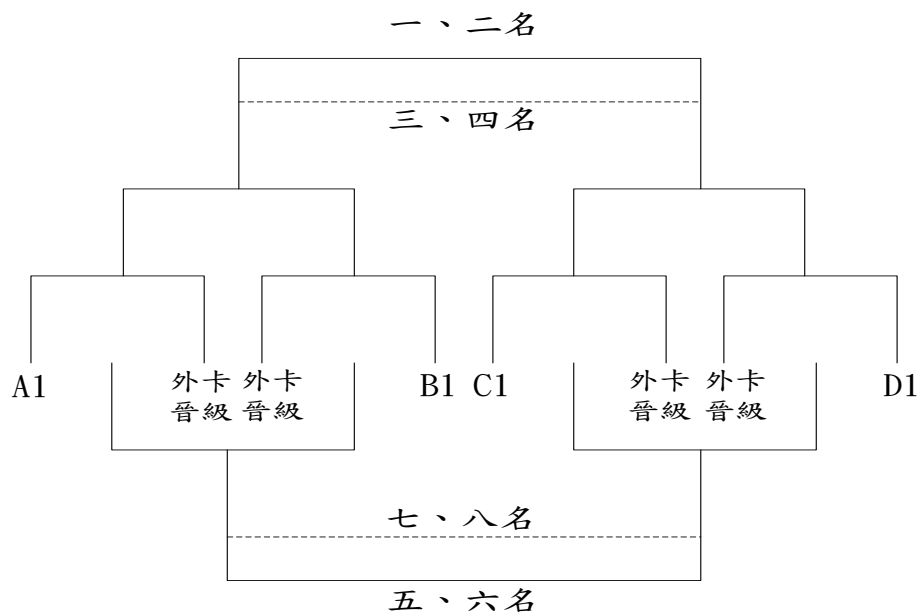 一、二名
三、四名
A1 外卡 外卡 B1 C1 外卡 外卡 D1
晉級 晉級 晉級 晉級
七、八名
五、六名